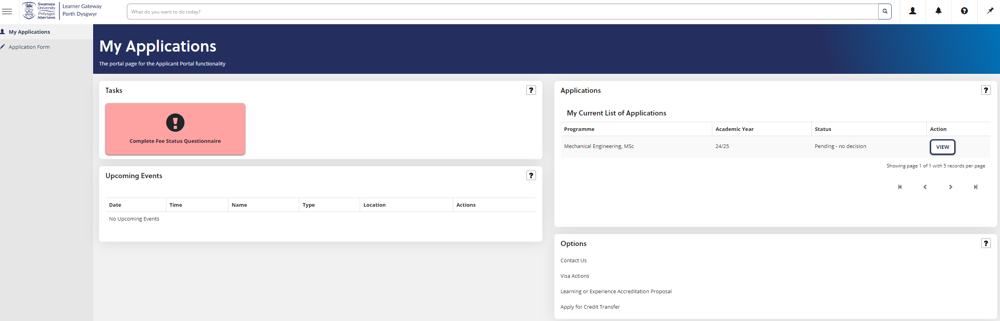 Swansea
University
Prifysgol
Abertawe
Learner Gateway
Porth Dysgwyr
What do you want to do today?
My Applications
Application Form
My Applications
The portal page for the Applicant Portal functionality
Tasks
?
Complete Fee Status Questionnaire
Upcoming Events
?
Date Time Name Type Location Actions
No Upcoming Events
Applications
?
My Current List of Applications
Programme Academic Year Status Action
Mechanical Engineering, MSc 24/25 Pending - no decision VIEW
Showing page 1 of 1 with 5 records per page
Options
?
Contact Us
Visa Actions
Learning or Experience Accreditation Proposal
Apply for Credit Transfer